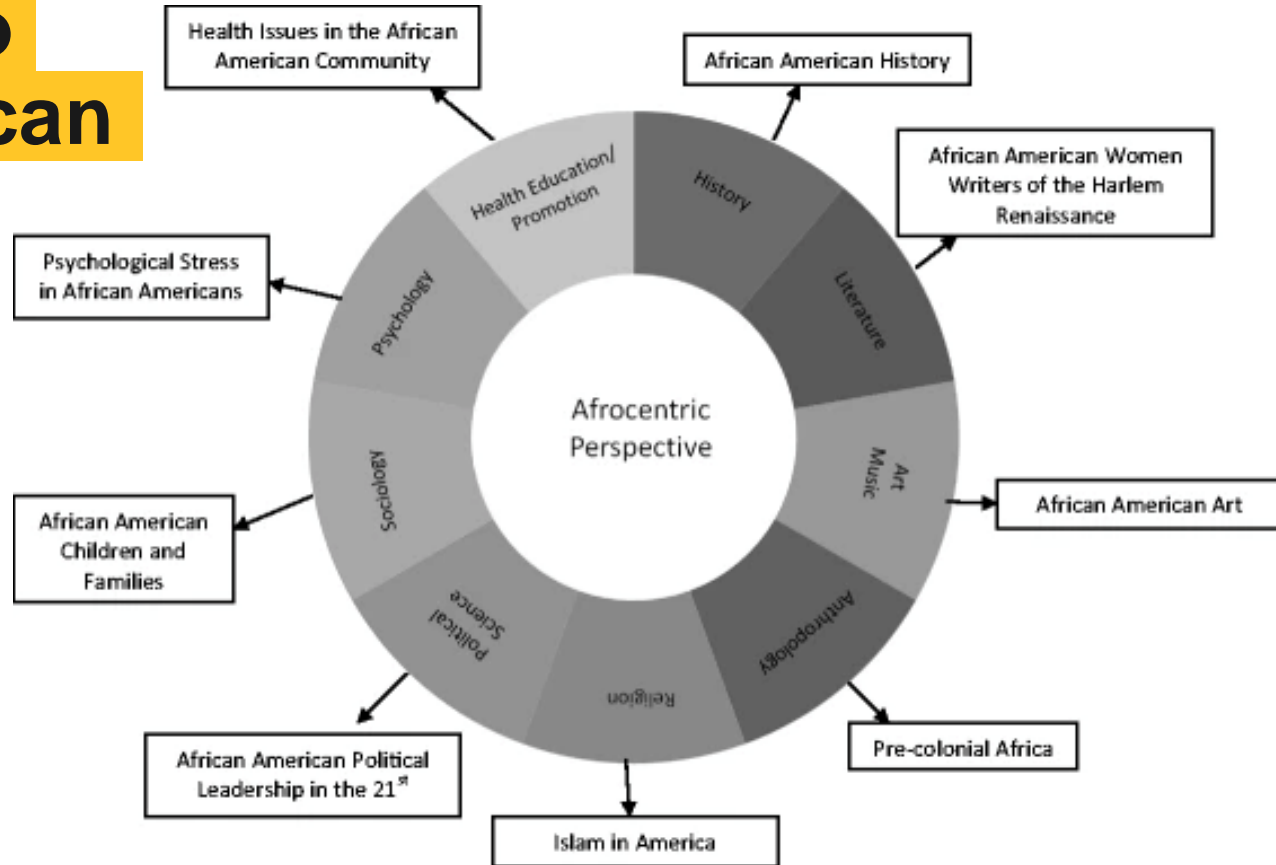 can
Health Issues in the African
American Community
African American History
African American Women
Writers of the Harlem
Renaissance
African American Art
Pre-colonial Africa
Islam in America
African American Political
Leadership in the 21st
African American
Children and
Families
Psychological Stress
in African Americans
Health Education/
Promotion
History
Literature
Art
Music
Anthropology
Religion
Political
Science
Sociology
Psychology
Afrocentric
Perspective